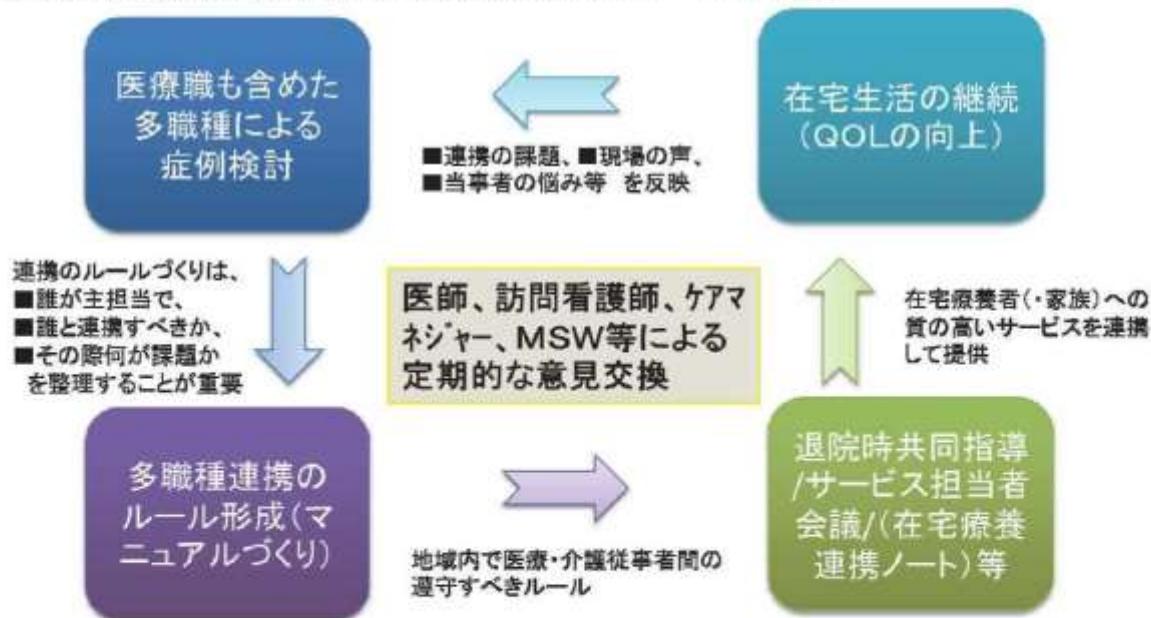 医療職も含めた
多職種による
症例検討
■連携の課題、■現場の声、
■当事者の悩み等 を反映
在宅生活の継続
(QOLの向上)
連携のルールづくりは、
■誰が主担当で、
■誰と連携すべきか、
■その際何が課題か
を整理することが重要
医師、訪問看護師、ｹｱﾏ
ﾈｼﾞｬｰ、MSW等による
定期的な意見交換
在宅療養者(・家族)への
質の高いサービスを連携
して提供
多職種連携の
ルール形成(マ
ニュアルづくり)
地域内で医療・介護従事者間の
遵守すべきルール
退院時共同指導
/サービス担当者
会議/(在宅療養
連携ノート)等